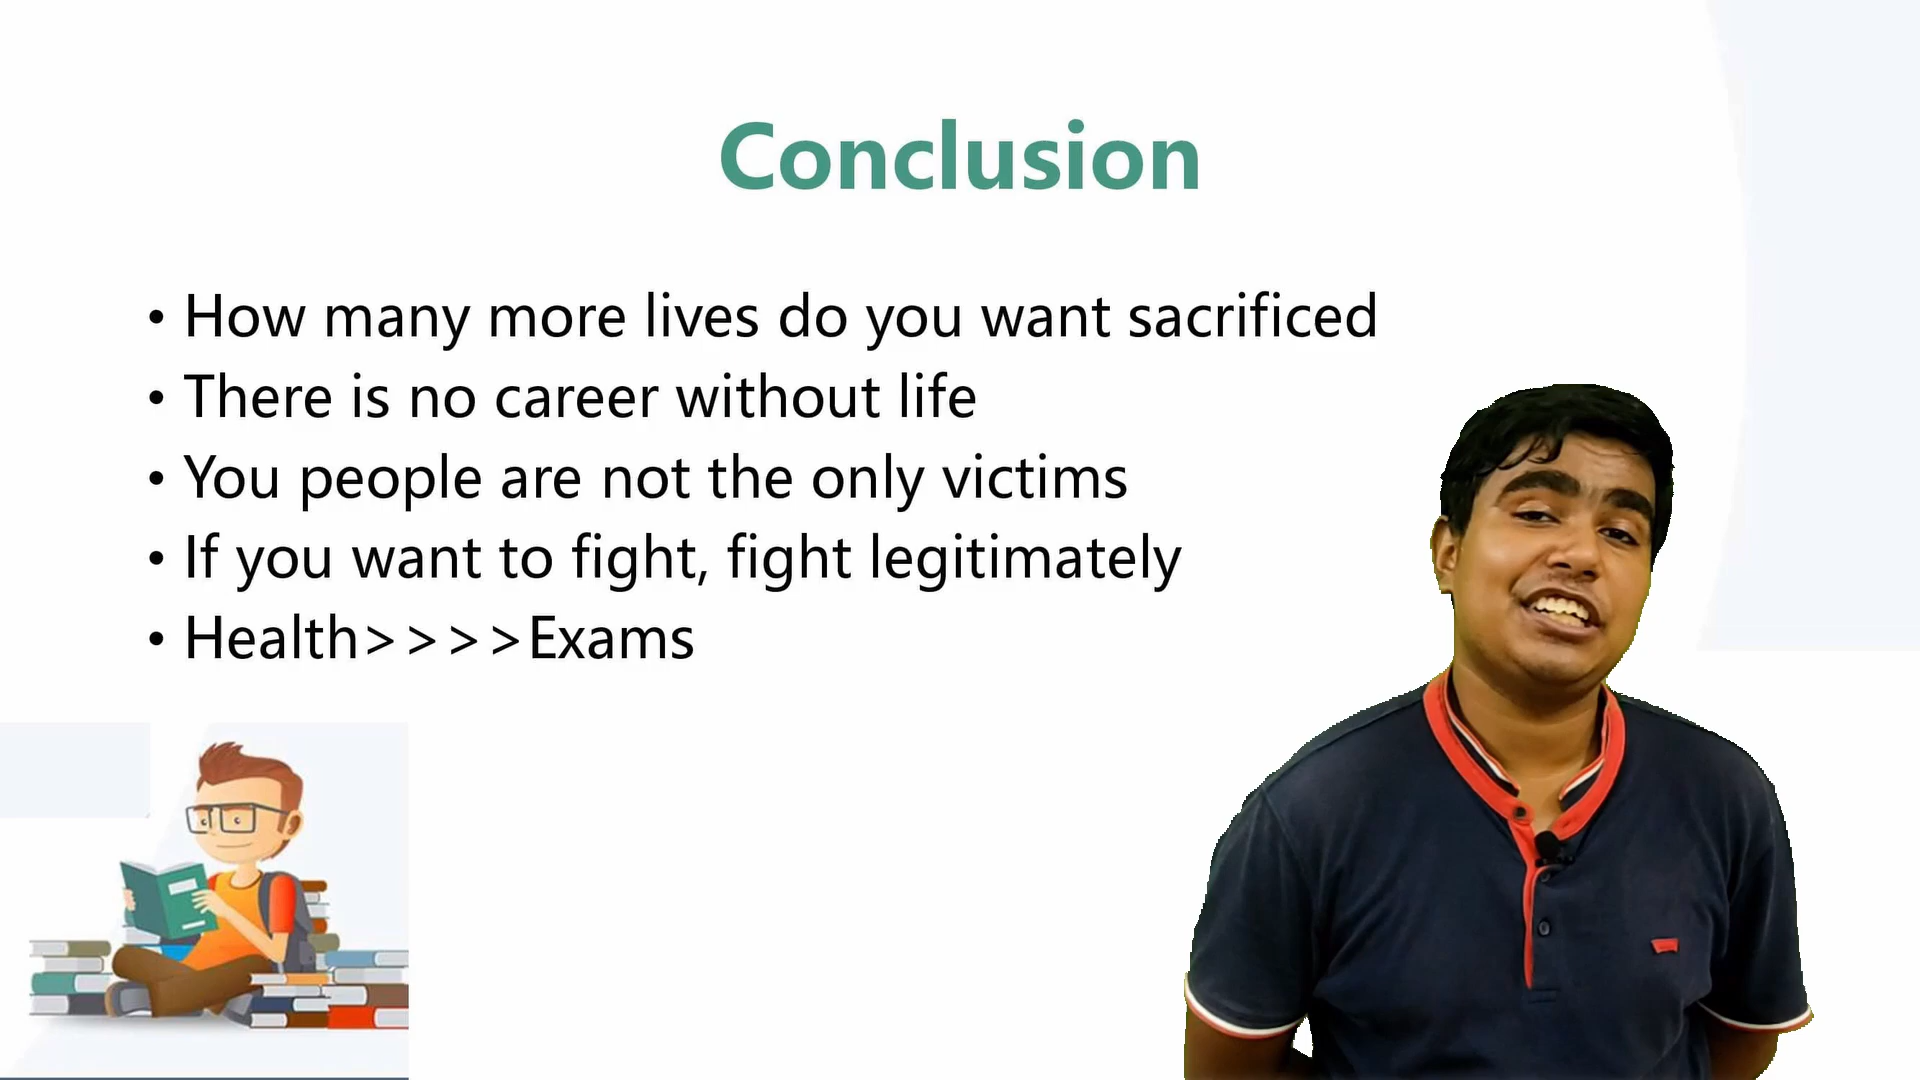 Conclusion
• How many more lives do you want sacrificed
• There is no career without life
• You people are not the only victims
• If you want to fight, fight legitimately
• Health>>>>Exams